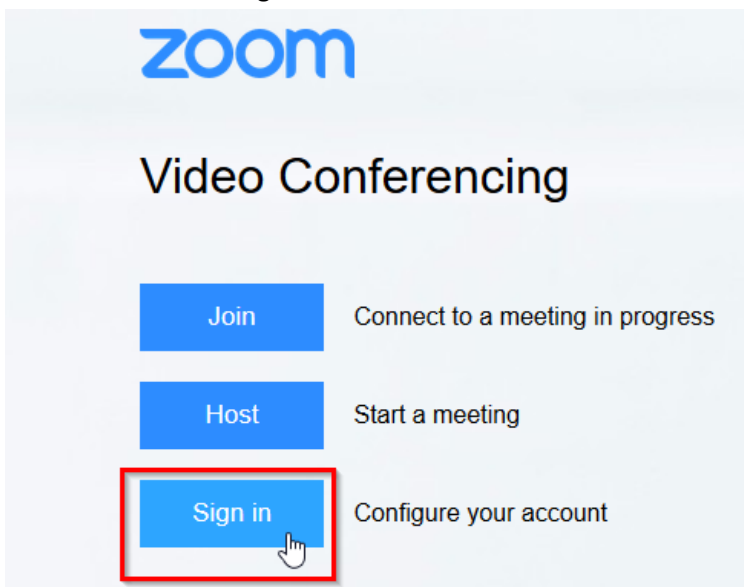 zoom
Video Conferencing
Join Connect to a meeting in progress
Host Start a meeting
Sign in Configure your account